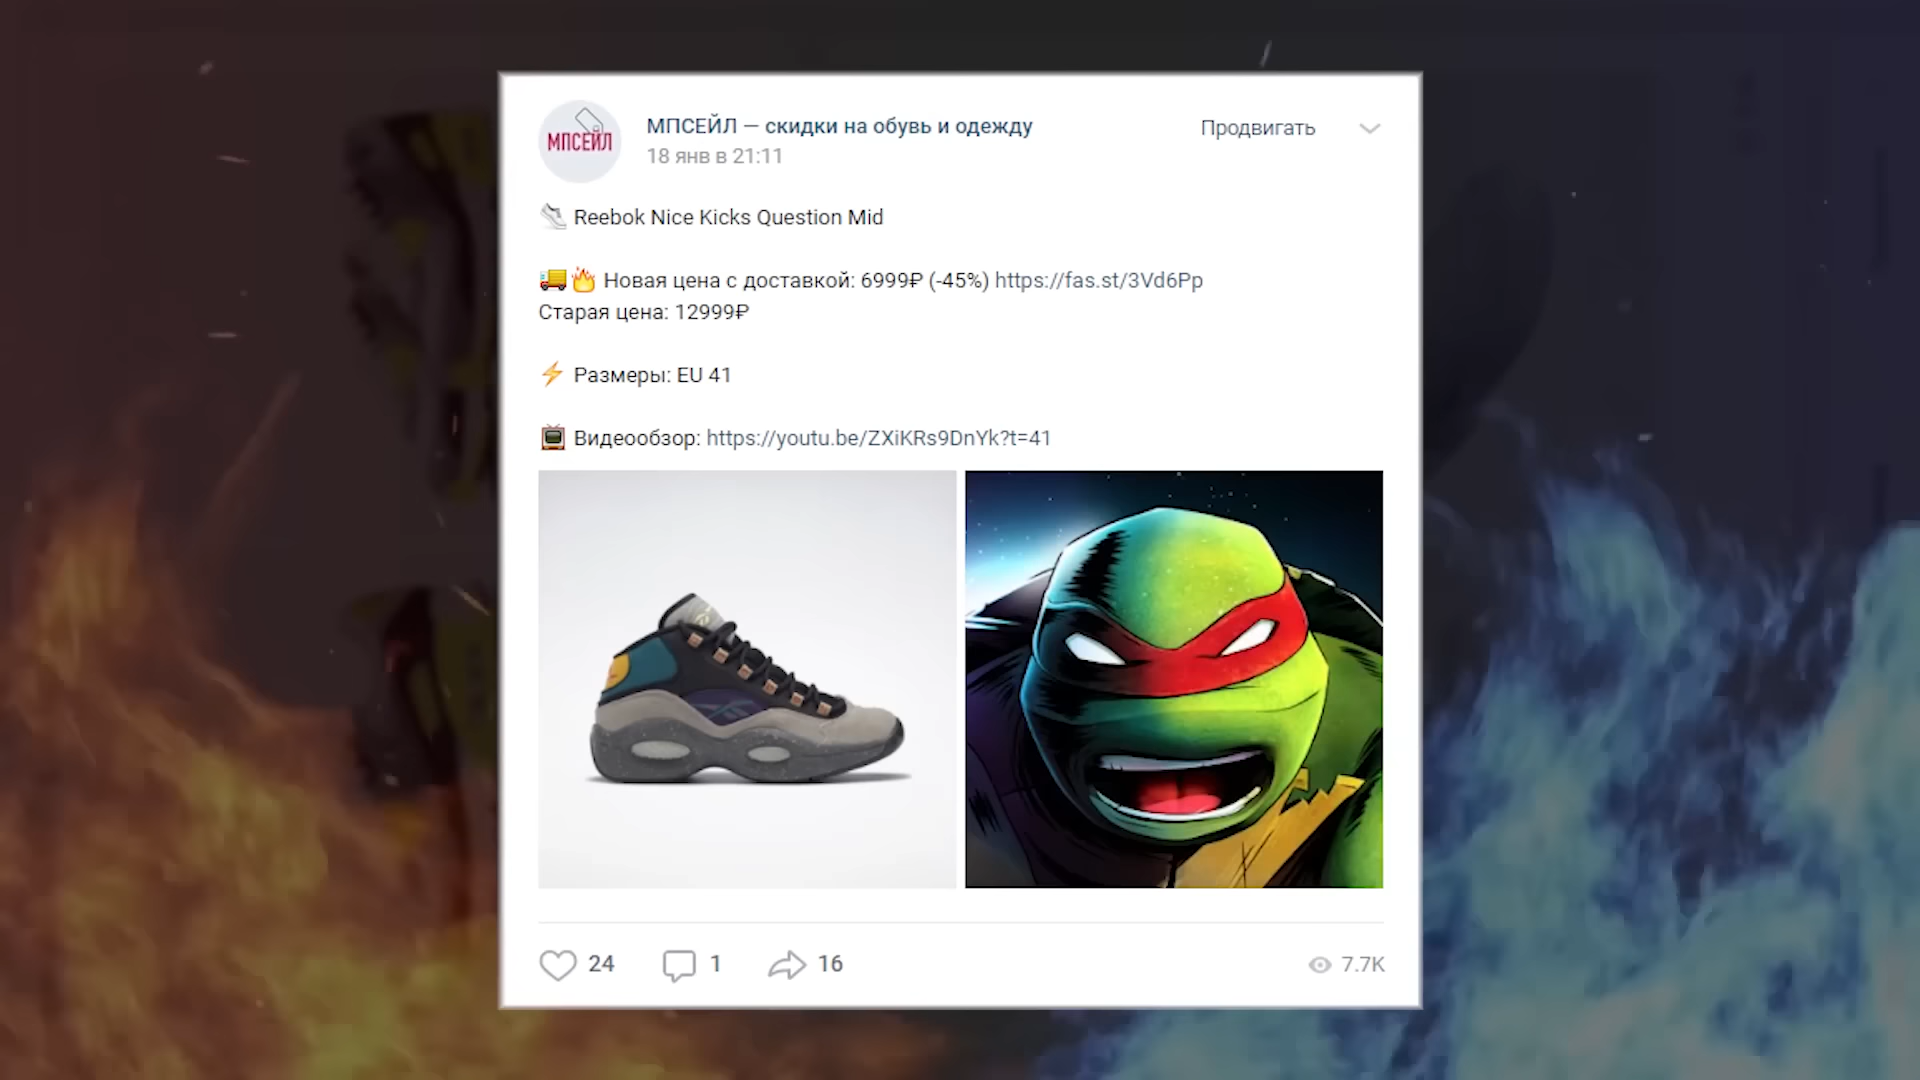 МПСЕЙЛ
МПСЕЙЛ — скидки на обувь и одежду
18 янв в 21:11
Продвигать
Reebok Nice Kicks Question Mid
Новая цена с доставкой: 6999₽ (-45%) https://fas.st/3Vd6Pp
Старая цена: 12999₽
Размеры: EU 41
Видеообзор: https://youtu.be/ZXiKRs9DnYk?t=41
24
1
16
7.7K